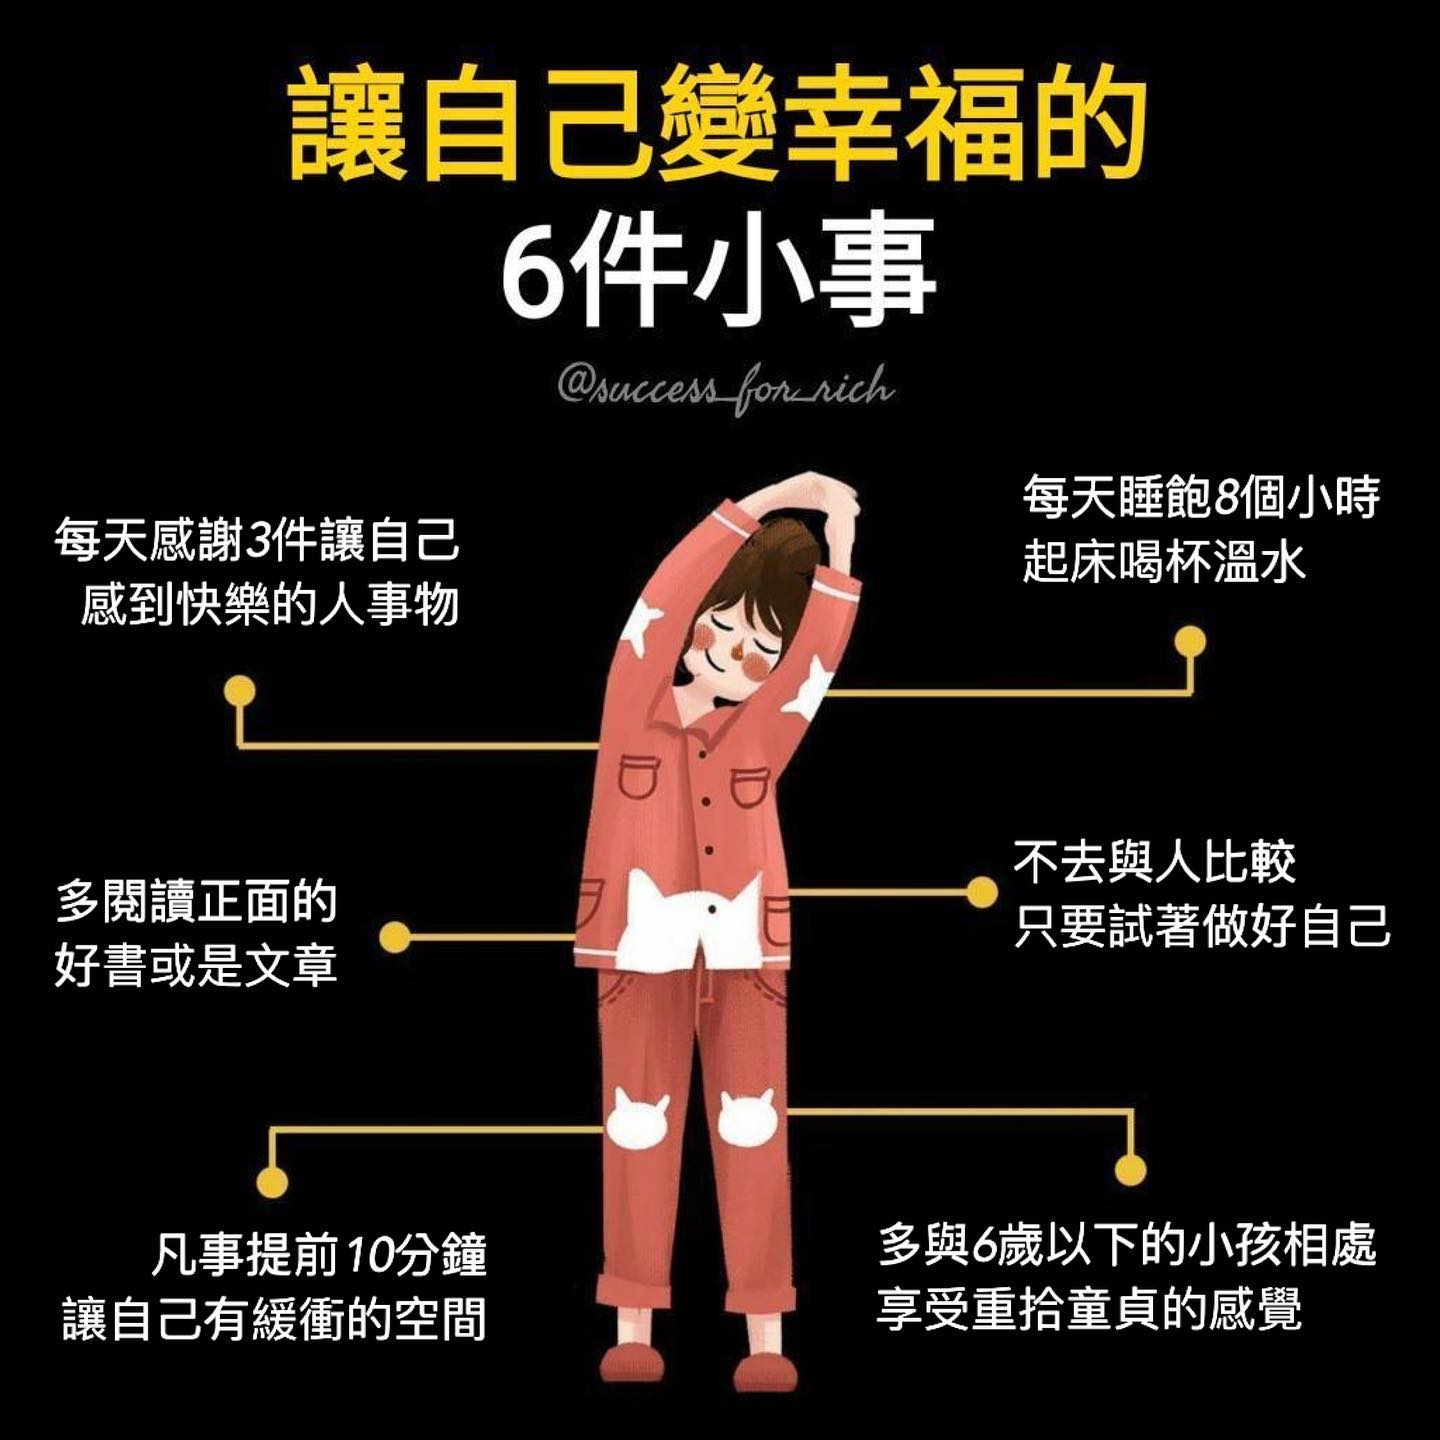 讓自己變幸福的
6件小事
@success_for_rich
每天感謝3件讓自己
感到快樂的人事物
每天睡飽8個小時
起床喝杯溫水
多閱讀正面的
好書或是文章
不去與人比較
只要試著做好自己
凡事提前10分鐘
讓自己有緩衝的空間
多與6歲以下的小孩相處
享受重拾童貞的感覺